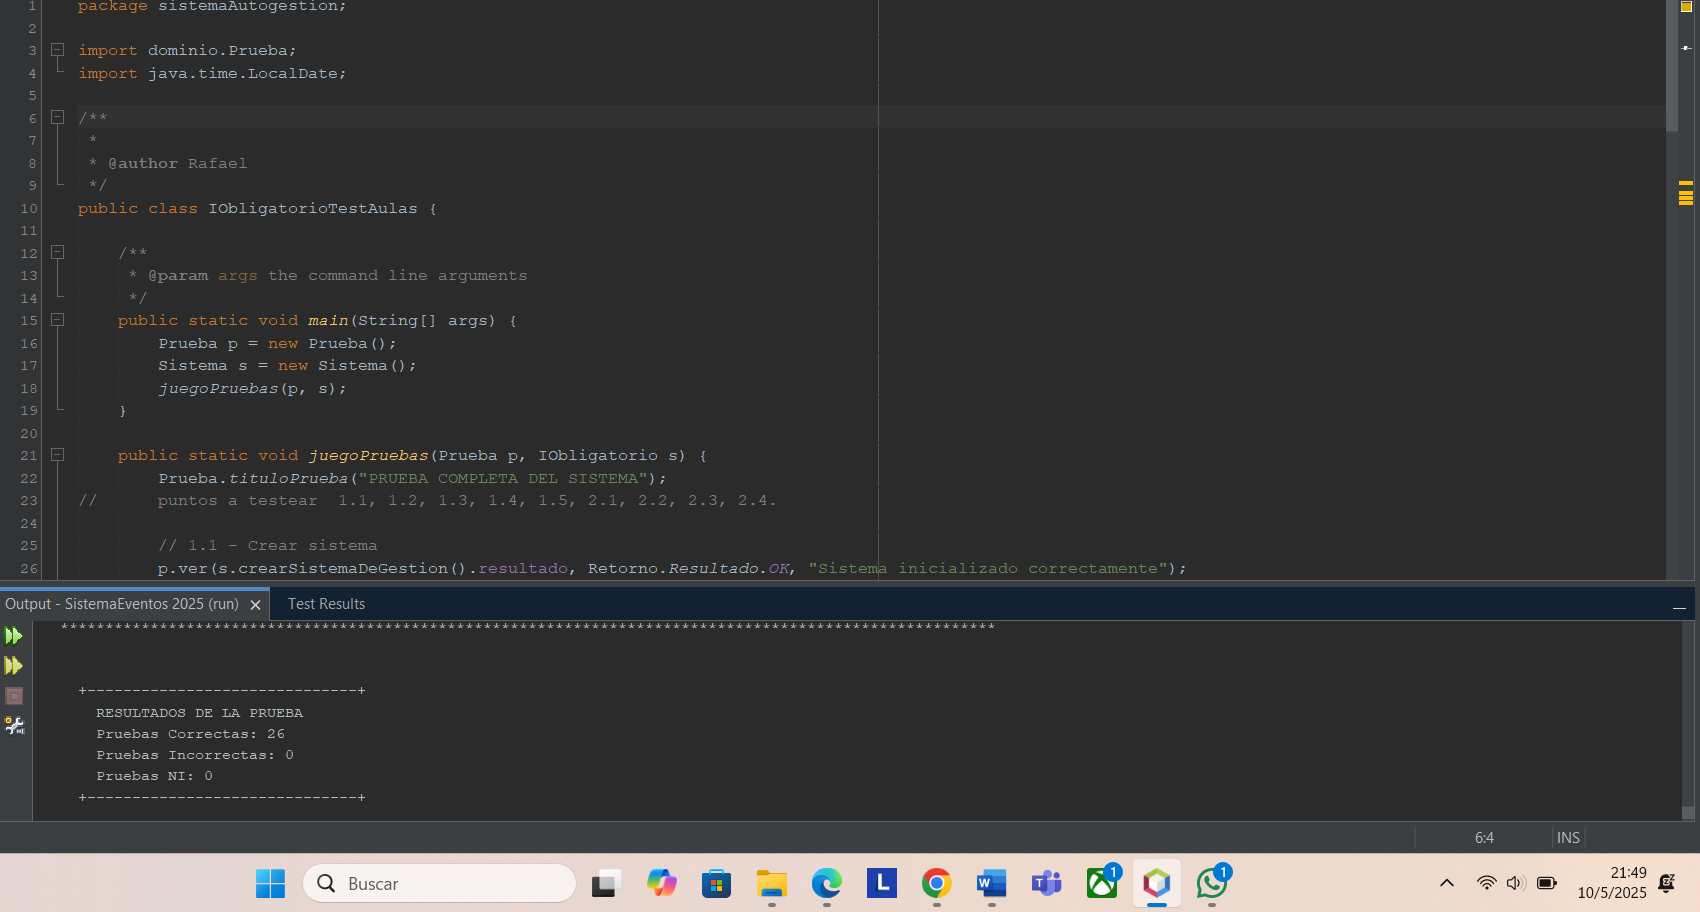 1 package sistemaAutogestion;
2
3 import dominio.Prueba;
4 import java.time.LocalDate;
5
6 /**
7  *
8  * @author Rafael
9  */
10 public class IObligatorioTestAulas {
11
12     /**
13      * @param args the command line arguments
14      */
15     public static void main(String[] args) {
16         Prueba p = new Prueba();
17         Sistema s = new Sistema();
18         juegoPruebas(p, s);
19     }
20
21     public static void juegoPruebas(Prueba p, IObligatorio s) {
22         Prueba.tituloPrueba("PRUEBA COMPLETA DEL SISTEMA");
23 //      puntos a testear  1.1, 1.2, 1.3, 1.4, 1.5, 2.1, 2.2, 2.3, 2.4.
24
25         // 1.1 - Crear sistema
26         p.ver(s.crearSistemaDeGestion().resultado, Retorno.Resultado.OK, "Sistema inicializado correctamente");
Output - SistemaEventos 2025 (run) × Test Results
********************************************************************************************************
+------------------------------+
RESULTADOS DE LA PRUEBA
Pruebas Correctas: 26
Pruebas Incorrectas: 0
Pruebas NI: 0
+------------------------------+
6:4 INS
Buscar
L
W
T
1
1
21:49
10/5/2025